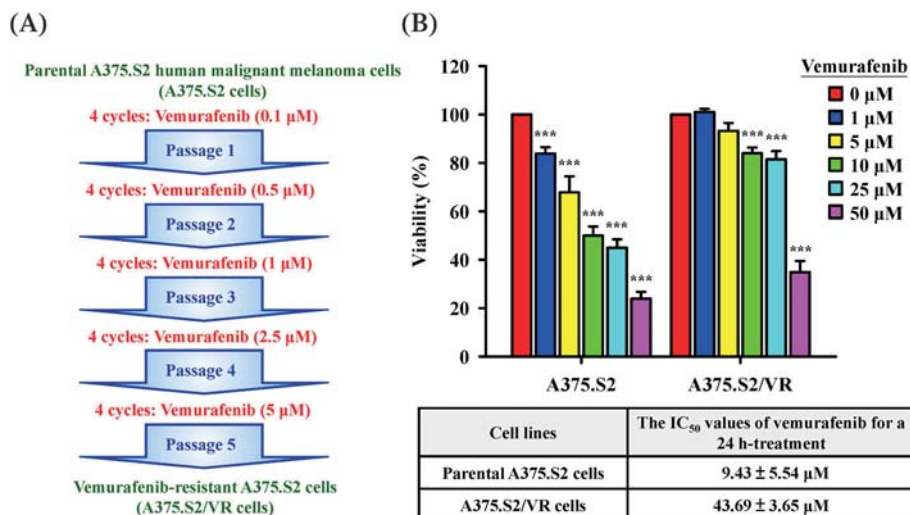 (A)
Parental A375.S2 human malignant melanoma cells
(A375.S2 cells)
4 cycles: Vemurafenib (0.1 μM)
Passage 1
4 cycles: Vemurafenib (0.5 μM)
Passage 2
4 cycles: Vemurafenib (1 μM)
Passage 3
4 cycles: Vemurafenib (2.5 μM)
Passage 4
4 cycles: Vemurafenib (5 μM)
Passage 5
Vemurafenib-resistant A375.S2 cells
(A375.S2/VR cells)
(B)
Viability (%)
120
100
80
60
40
20
0
***
***
***
***
***
***
***
***
A375.S2
A375.S2/VR
Vemurafenib
0 μM
1 μM
5 μM
10 μM
25 μM
50 μM
Cell lines
The IC50 values of vemurafenib for a
24 h-treatment
Parental A375.S2 cells
9.43 ± 5.54 μM
A375.S2/VR cells
43.69 ± 3.65 μM